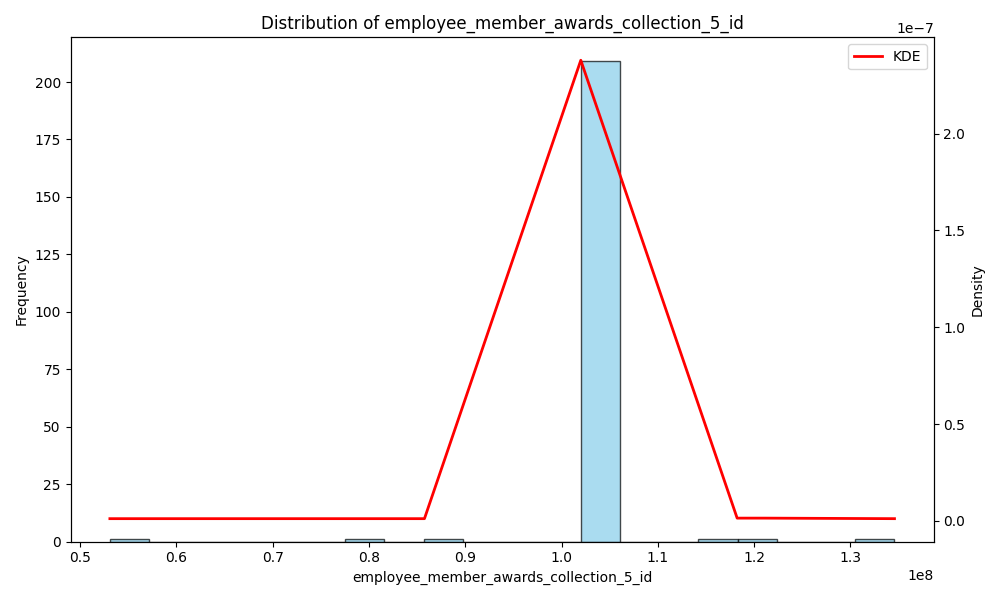 Distribution of employee_member_awards_collection_5_id
1e−7
KDE
200
175
150
125
100
75
50
25
0
Frequency
2.0
1.5
1.0
0.5
0.0
Density
0.5 0.6 0.7 0.8 0.9 1.0 1.1 1.2 1.3
1e8
employee_member_awards_collection_5_id